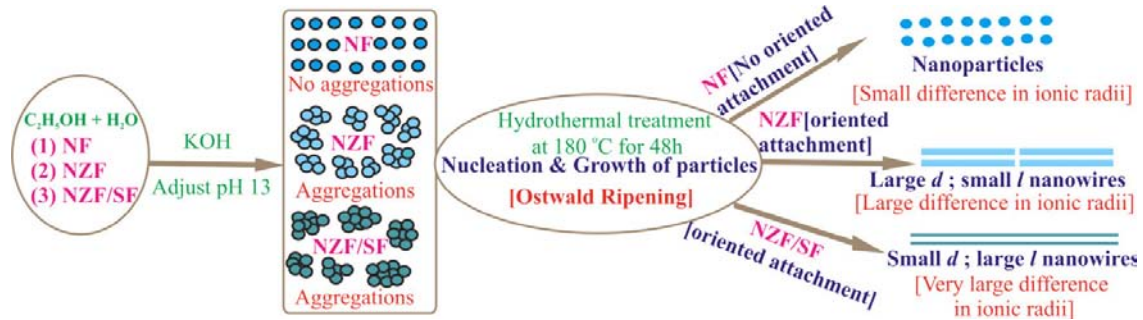 C₂H₅OH + H₂O
(1) NF
(2) NZF
(3) NZF/SF
KOH
Adjust pH 13
NF
No aggregations
NZF
Aggregations
NZF/SF
Aggregations
Hydrothermal treatment
at 180 °C for 48h
Nucleation & Growth of particles
[Ostwald Ripening]
NF[No oriented
attachment]
Nanoparticles
[Small difference in ionic radii]
NZF[oriented
attachment]
Large d ; small l nanowires
[Large difference in ionic radii]
NZF/SF
[oriented attachment]
Small d ; large l nanowires
[Very large difference
in ionic radii]